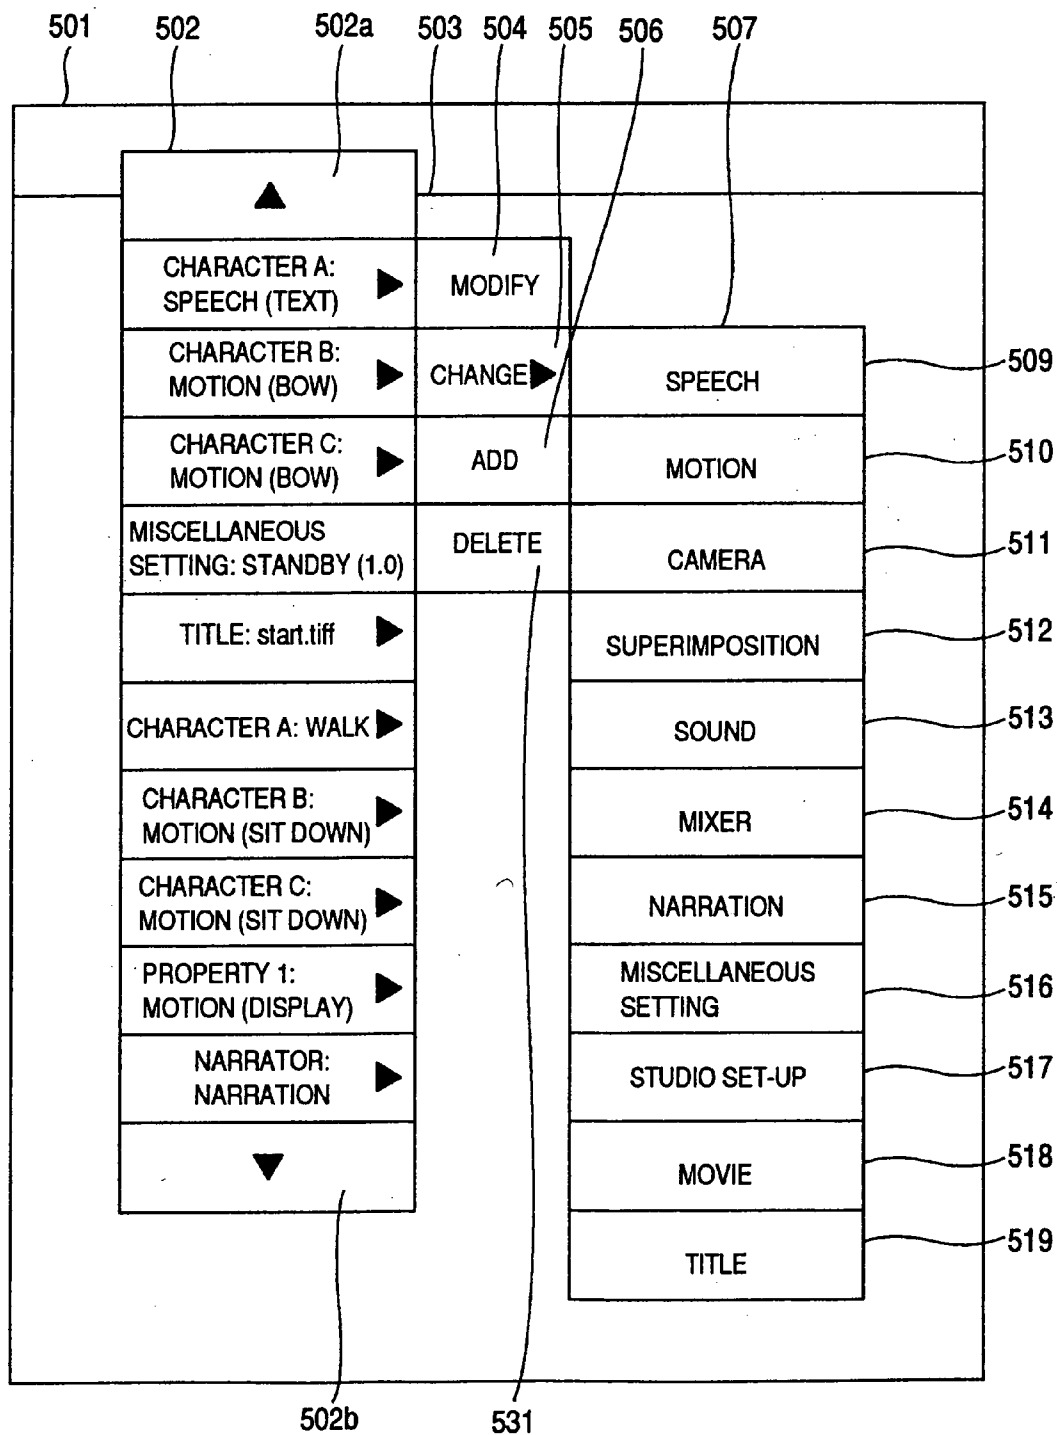 501 502 502a 503 504 505 506 507
CHARACTER A:
SPEECH (TEXT)
CHARACTER B:
MOTION (BOW)
CHARACTER C:
MOTION (BOW)
MISCELLANEOUS
SETTING: STANDBY (1.0)
TITLE: start.tiff
CHARACTER A: WALK
CHARACTER B:
MOTION (SIT DOWN)
CHARACTER C:
MOTION (SIT DOWN)
PROPERTY 1:
MOTION (DISPLAY)
NARRATOR:
NARRATION
MODIFY
CHANGE
ADD
DELETE
SPEECH
MOTION
CAMERA
SUPERIMPOSITION
SOUND
MIXER
NARRATION
MISCELLANEOUS
SETTING
STUDIO SET-UP
MOVIE
TITLE
509
510
511
512
513
514
515
516
517
518
519
502b 531